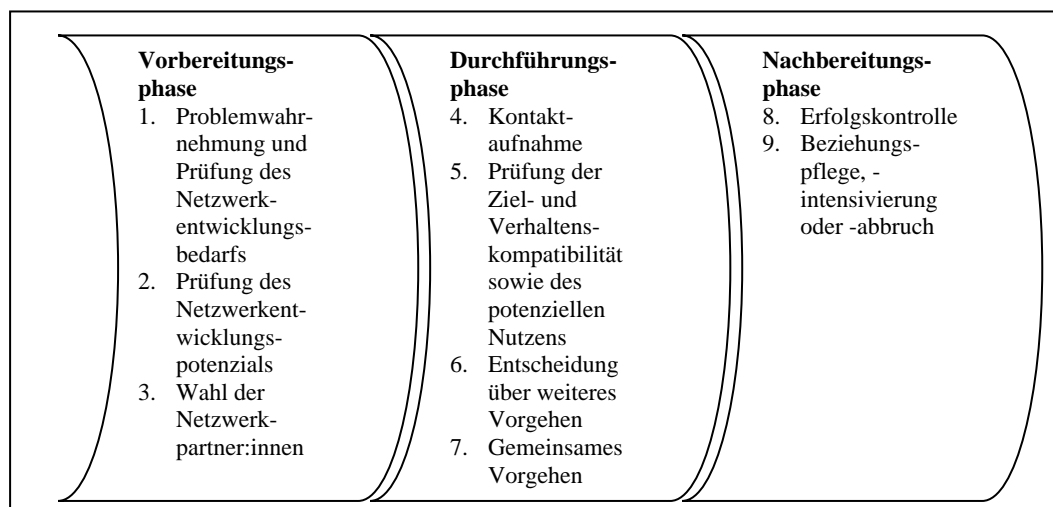 Vorbereitungs-
phase
1. Problemwahr-
nehmung und
Prüfung des
Netzwerk-
entwicklungs-
bedarfs
2. Prüfung des
Netzwerkent-
wicklungs-
potenzials
3. Wahl der
Netzwerk-
partner:innen
Durchführungs-
phase
4. Kontakt-
aufnahme
5. Prüfung der
Ziel- und
Verhaltens-
kompatibilität
sowie des
potenziellen
Nutzens
6. Entscheidung
über weiteres
Vorgehen
7. Gemeinsames
Vorgehen
Nachbereitungs-
phase
8. Erfolgskontrolle
9. Beziehungs-
pflege, -
intensivierung
oder -abbruch